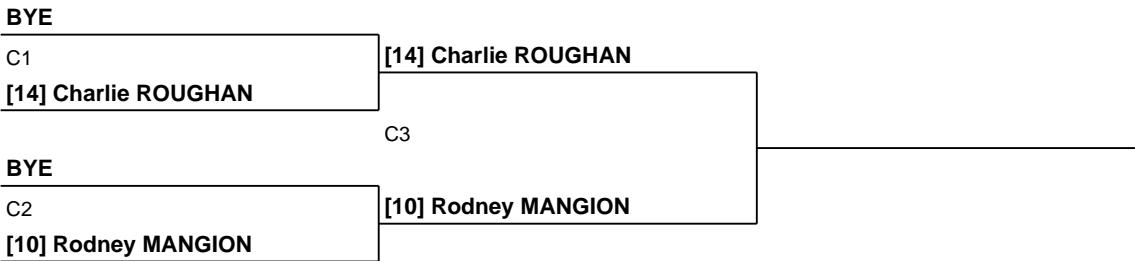 BYE
C1
[14] Charlie ROUGHAN
[14] Charlie ROUGHAN
C3
BYE
C2
[10] Rodney MANGION
[10] Rodney MANGION